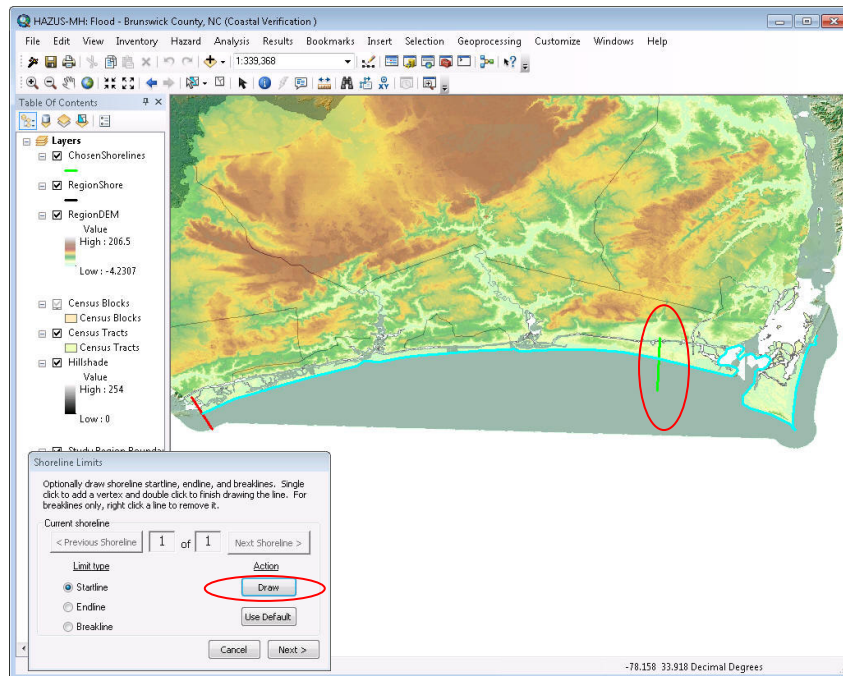 HAZUS-MH: Flood - Brunswick County, NC (Coastal Verification )
File Edit View Inventory Hazard Analysis Results Bookmarks Insert Selection Geoprocessing Customize Windows Help
1:339,368
Table Of Contents
Layers
ChosenShorelines
RegionShore
RegionDEM
Value
High : 206.5
Low : -4.2307
Census Blocks
Census Blocks
Census Tracts
Census Tracts
Hillshade
Value
High : 254
Low : 0
Study Region Bounda
Shoreline Limits
Optionally draw shoreline startline, endline, and breaklines. Single
click to add a vertex and double click to finish drawing the line. For
breaklines only, right click a line to remove it.
Current shoreline
< Previous Shoreline 1 of 1 Next Shoreline >
Limit type Action
Startline Draw
Endline
Use Default
Breakline
Cancel Next >
-78.158 33.918 Decimal Degrees